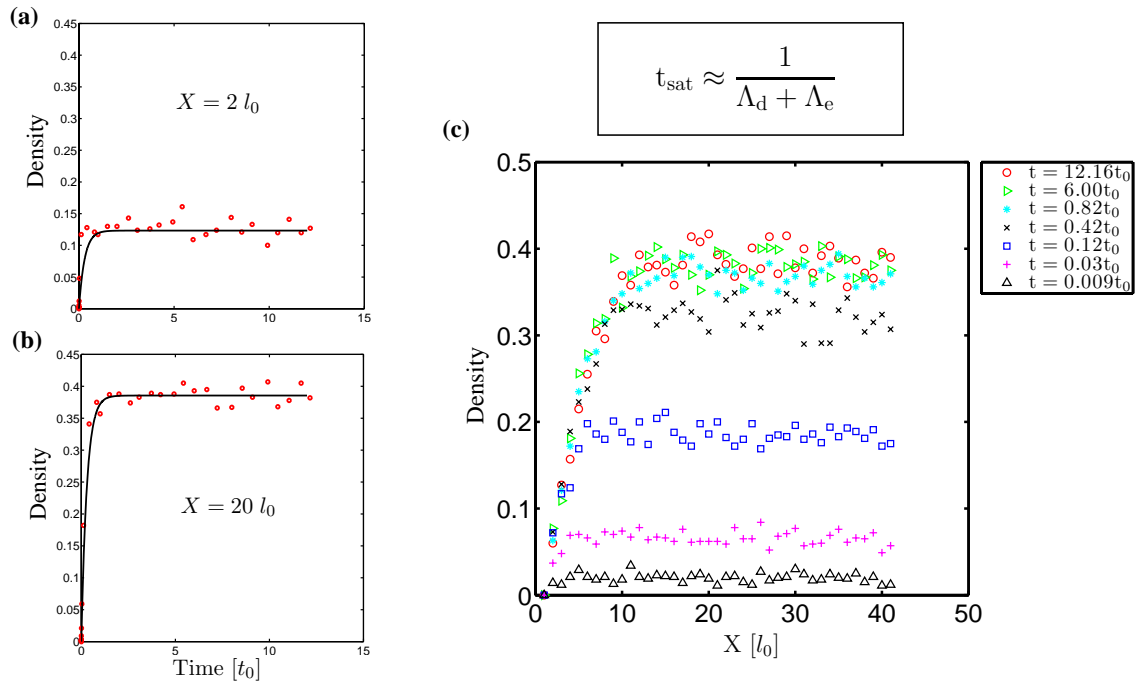 (a)
0.45
0.4
0.35
0.3
0.25
0.2
0.15
0.1
0.05
0
Density
X = 2 l₀
0 5 10 15
(b)
0.45
0.4
0.35
0.3
0.25
0.2
0.15
0.1
0.05
0
Density
X = 20 l₀
0 5 10 15
Time [t₀]
t_sat ≈ 1 / (Λ_d + Λ_e)
(c)
0.5
0.4
0.3
0.2
0.1
0
Density
0 10 20 30 40 50
X [l₀]
t = 12.16t₀
t = 6.00t₀
t = 0.82t₀
t = 0.42t₀
t = 0.12t₀
t = 0.03t₀
t = 0.009t₀